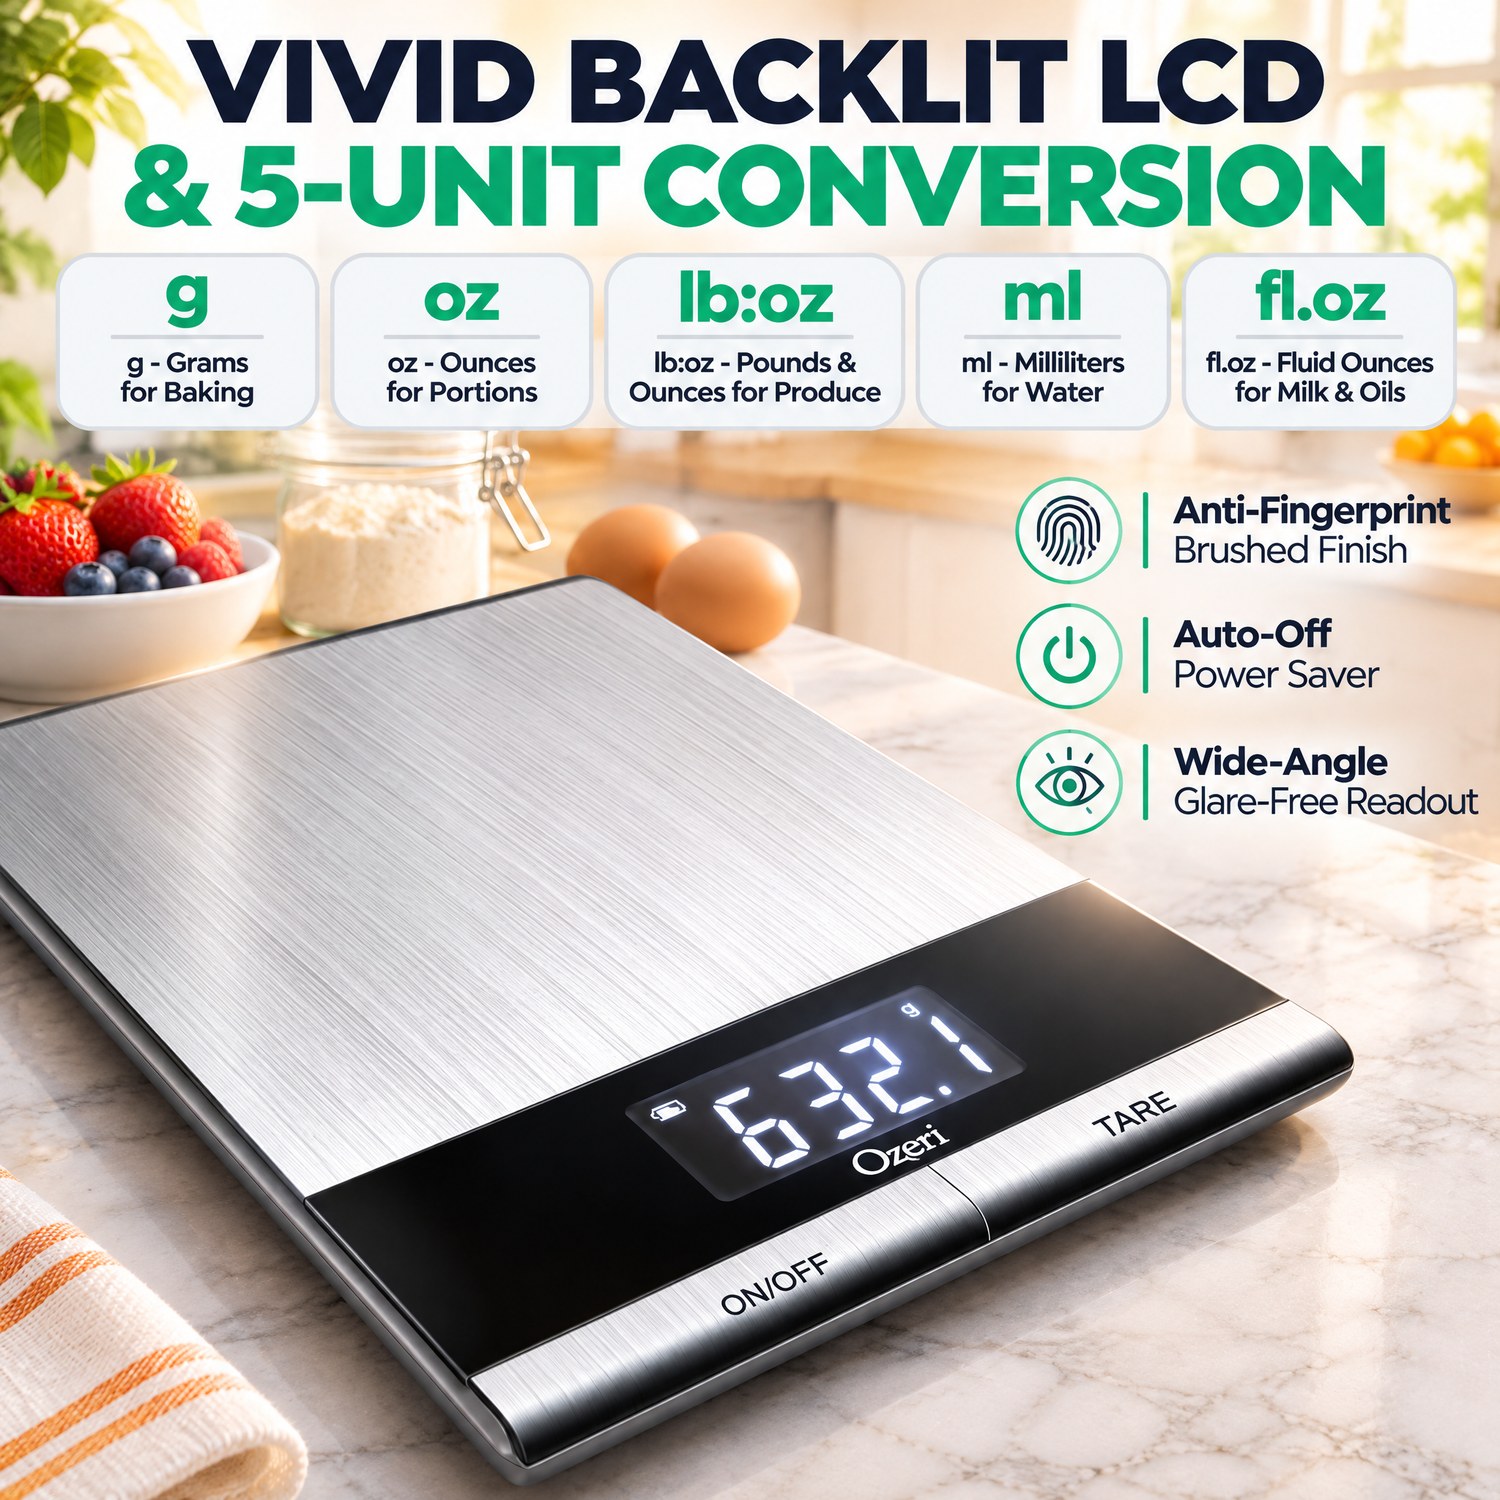 VIVID BACKLIT LCD
& 5-UNIT CONVERSION
g
g - Grams
for Baking
oz
oz - Ounces
for Portions
lb:oz
lb:oz - Pounds &
Ounces for Produce
ml
ml - Milliliters
for Water
fl.oz
fl.oz - Fluid Ounces
for Milk & Oils
Anti-Fingerprint
Brushed Finish
Auto-Off
Power Saver
Wide-Angle
Glare-Free Readout
g
632.1
Ozeri
TARE
ON/OFF